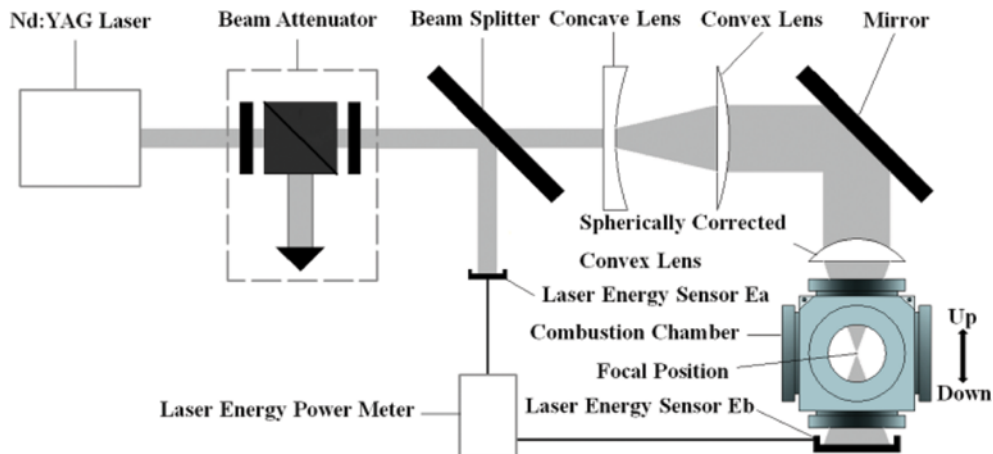 Nd:YAG Laser
Beam Attenuator
Beam Splitter
Concave Lens
Convex Lens
Mirror
Spherically Corrected
Convex Lens
Laser Energy Sensor Ea
Combustion Chamber
Up
Focal Position
Down
Laser Energy Power Meter
Laser Energy Sensor Eb